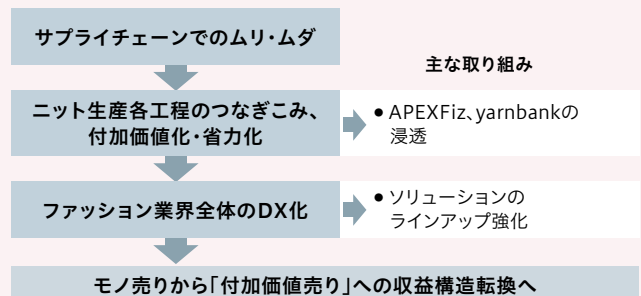 サプライチェーンでのムリ・ムダ
主な取り組み
ニット生産各工程のつなぎこみ、
付加価値化・省力化
● APEXFiz、yarnbankの
浸透
ファッション業界全体のDX化
● ソリューションの
ラインアップ強化
モノ売りから「付加価値売り」への収益構造転換へ